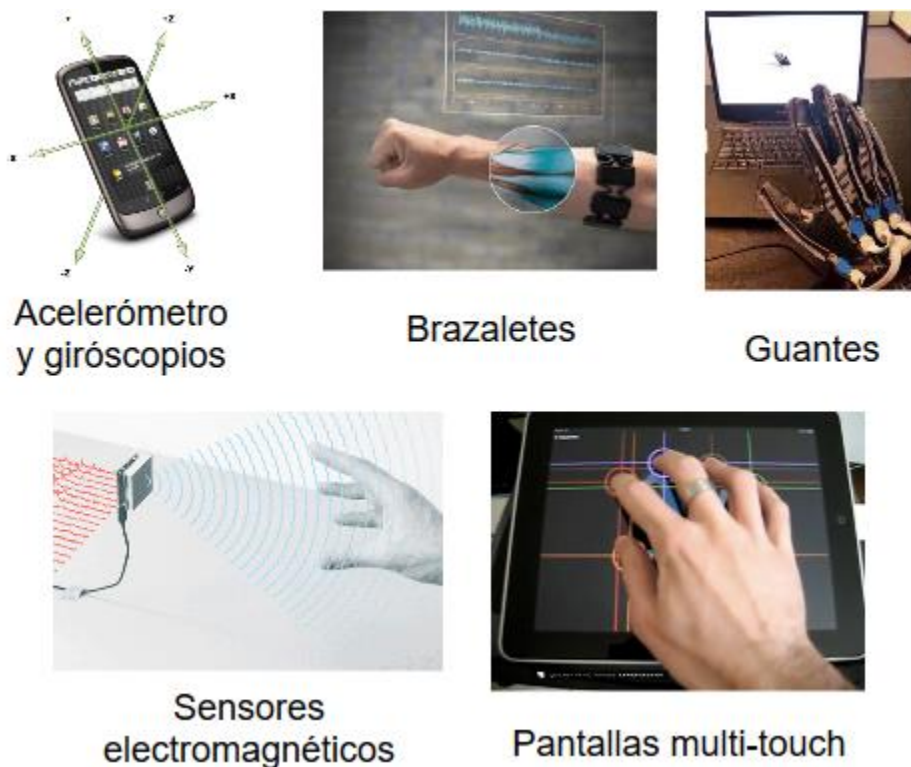 +Z
+X
-X
-Z
-Y
Acelerómetro
y giróscopios
Brazaletes
Guantes
Sensores
electromagnéticos
Pantallas multi-touch